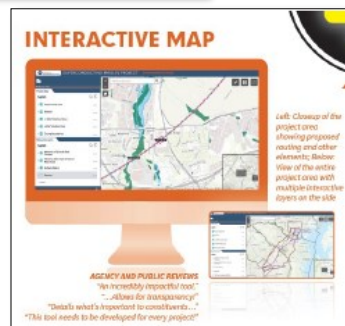 INTERACTIVE MAP
Left: Closeup of the
project area
showing proposed
routing and other
elements; Below:
View of the entire
project area with
multiple interactive
layers on the side
AGENCY AND PUBLIC REVIEWS
"An incredibly impactful tool."
"...Allows for transparency!"
"Details what's important to constituents..."
"This tool needs to be developed for every project!"